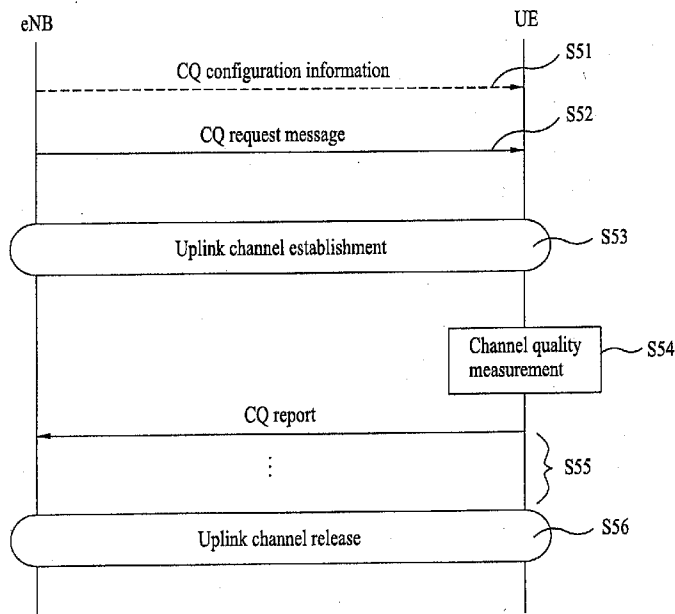 eNB
UE
S51
CQ configuration information
S52
CQ request message
Uplink channel establishment
S53
Channel quality
measurement
S54
CQ report
S55
Uplink channel release
S56